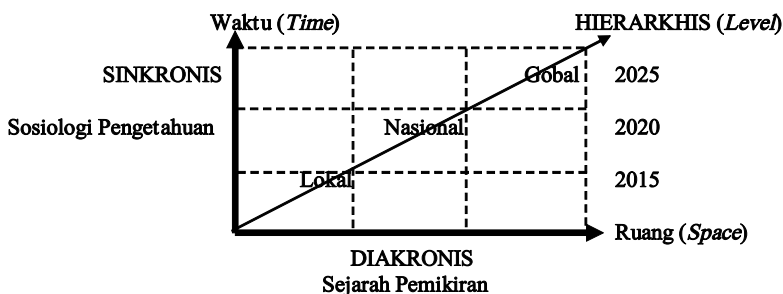 Waktu (Time)
HIERARKHIS (Level)
SINKRONIS
Gobal
2025
Sosiologi Pengetahuan
Nasional
2020
Lokal
2015
Ruang (Space)
DIAKRONIS
Sejarah Pemikiran